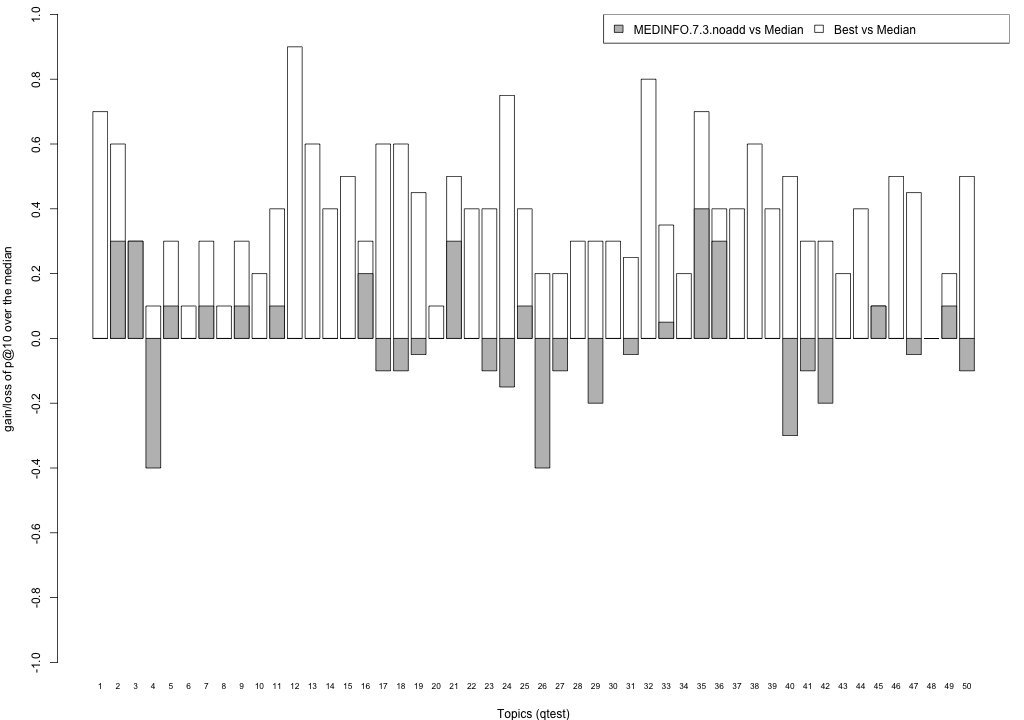 MEDINFO.7.3.noadd vs Median Best vs Median
gain/loss of p@10 over the median
1.0
0.8
0.6
0.4
0.2
0.0
-0.2
-0.4
-0.6
-0.8
-1.0
1 2 3 4 5 6 7 8 9 10 11 12 13 14 15 16 17 18 19 20 21 22 23 24 25 26 27 28 29 30 31 32 33 34 35 36 37 38 39 40 41 42 43 44 45 46 47 48 49 50
Topics (qtest)